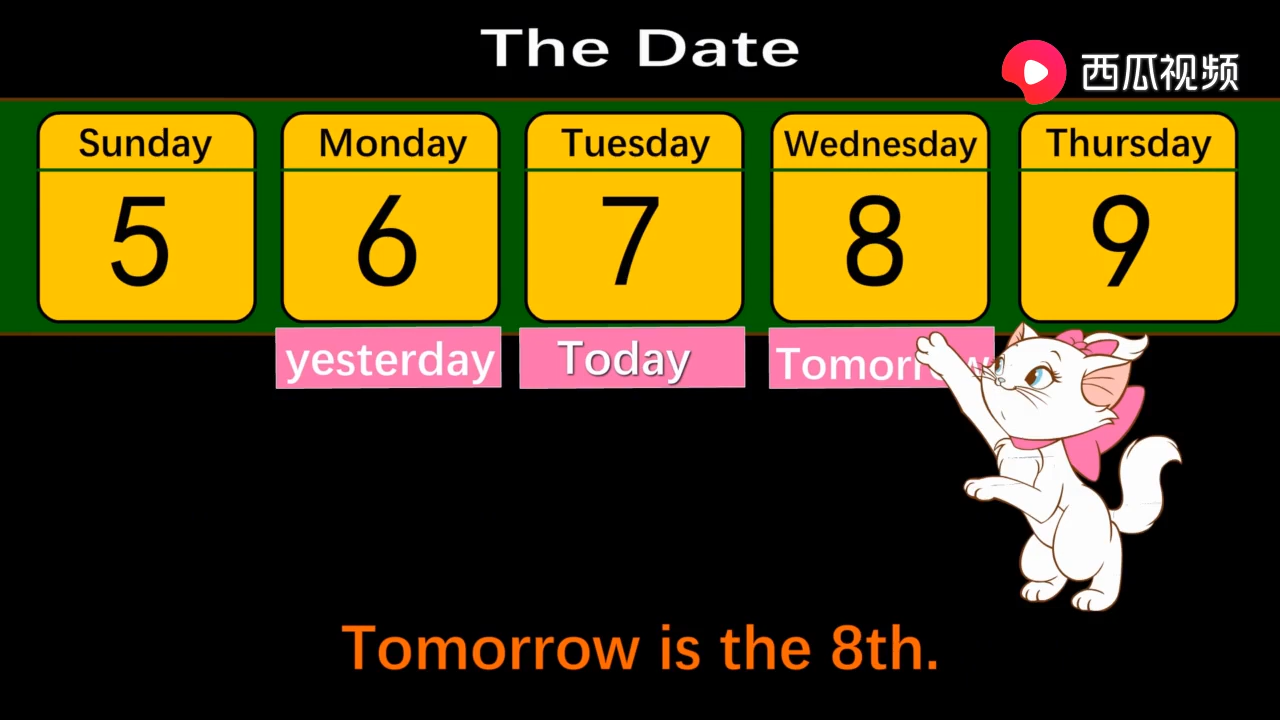 The Date
西瓜视频
Sunday Monday Tuesday Wednesday Thursday
5 6 7 8 9
yesterday Today Tomorrow
Tomorrow is the 8th.